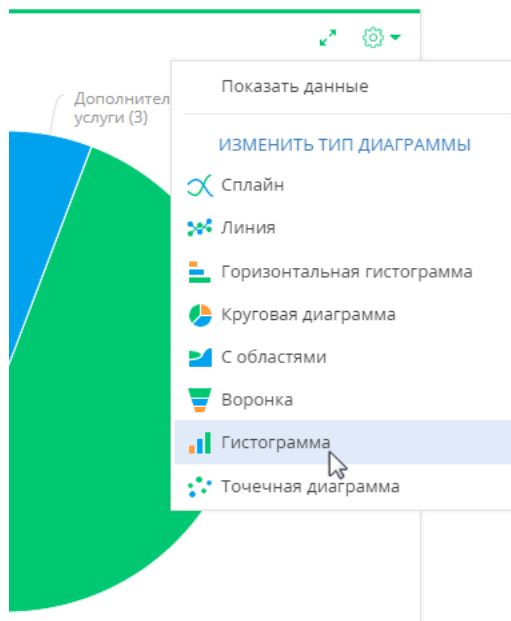 Показать данные
Дополнител
услуги (3)
ИЗМЕНИТЬ ТИП ДИАГРАММЫ
Сплайн
Линия
Горизонтальная гистограмма
Круговая диаграмма
С областями
Воронка
Гистограмма
Точечная диаграмма